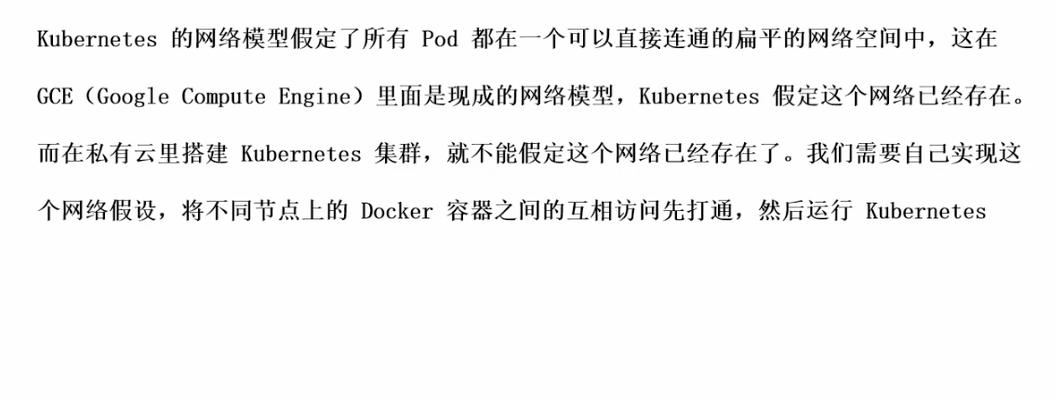 Kubernetes 的网络模型假定了所有 Pod 都在一个可以直接连通的扁平的网络空间中，这在
GCE（Google Compute Engine）里面是现成的网络模型，Kubernetes 假定这个网络已经存在。
而在私有云里搭建 Kubernetes 集群，就不能假定这个网络已经存在了。我们需要自己实现这
个网络假设，将不同节点上的 Docker 容器之间的互相访问先打通，然后运行 Kubernetes